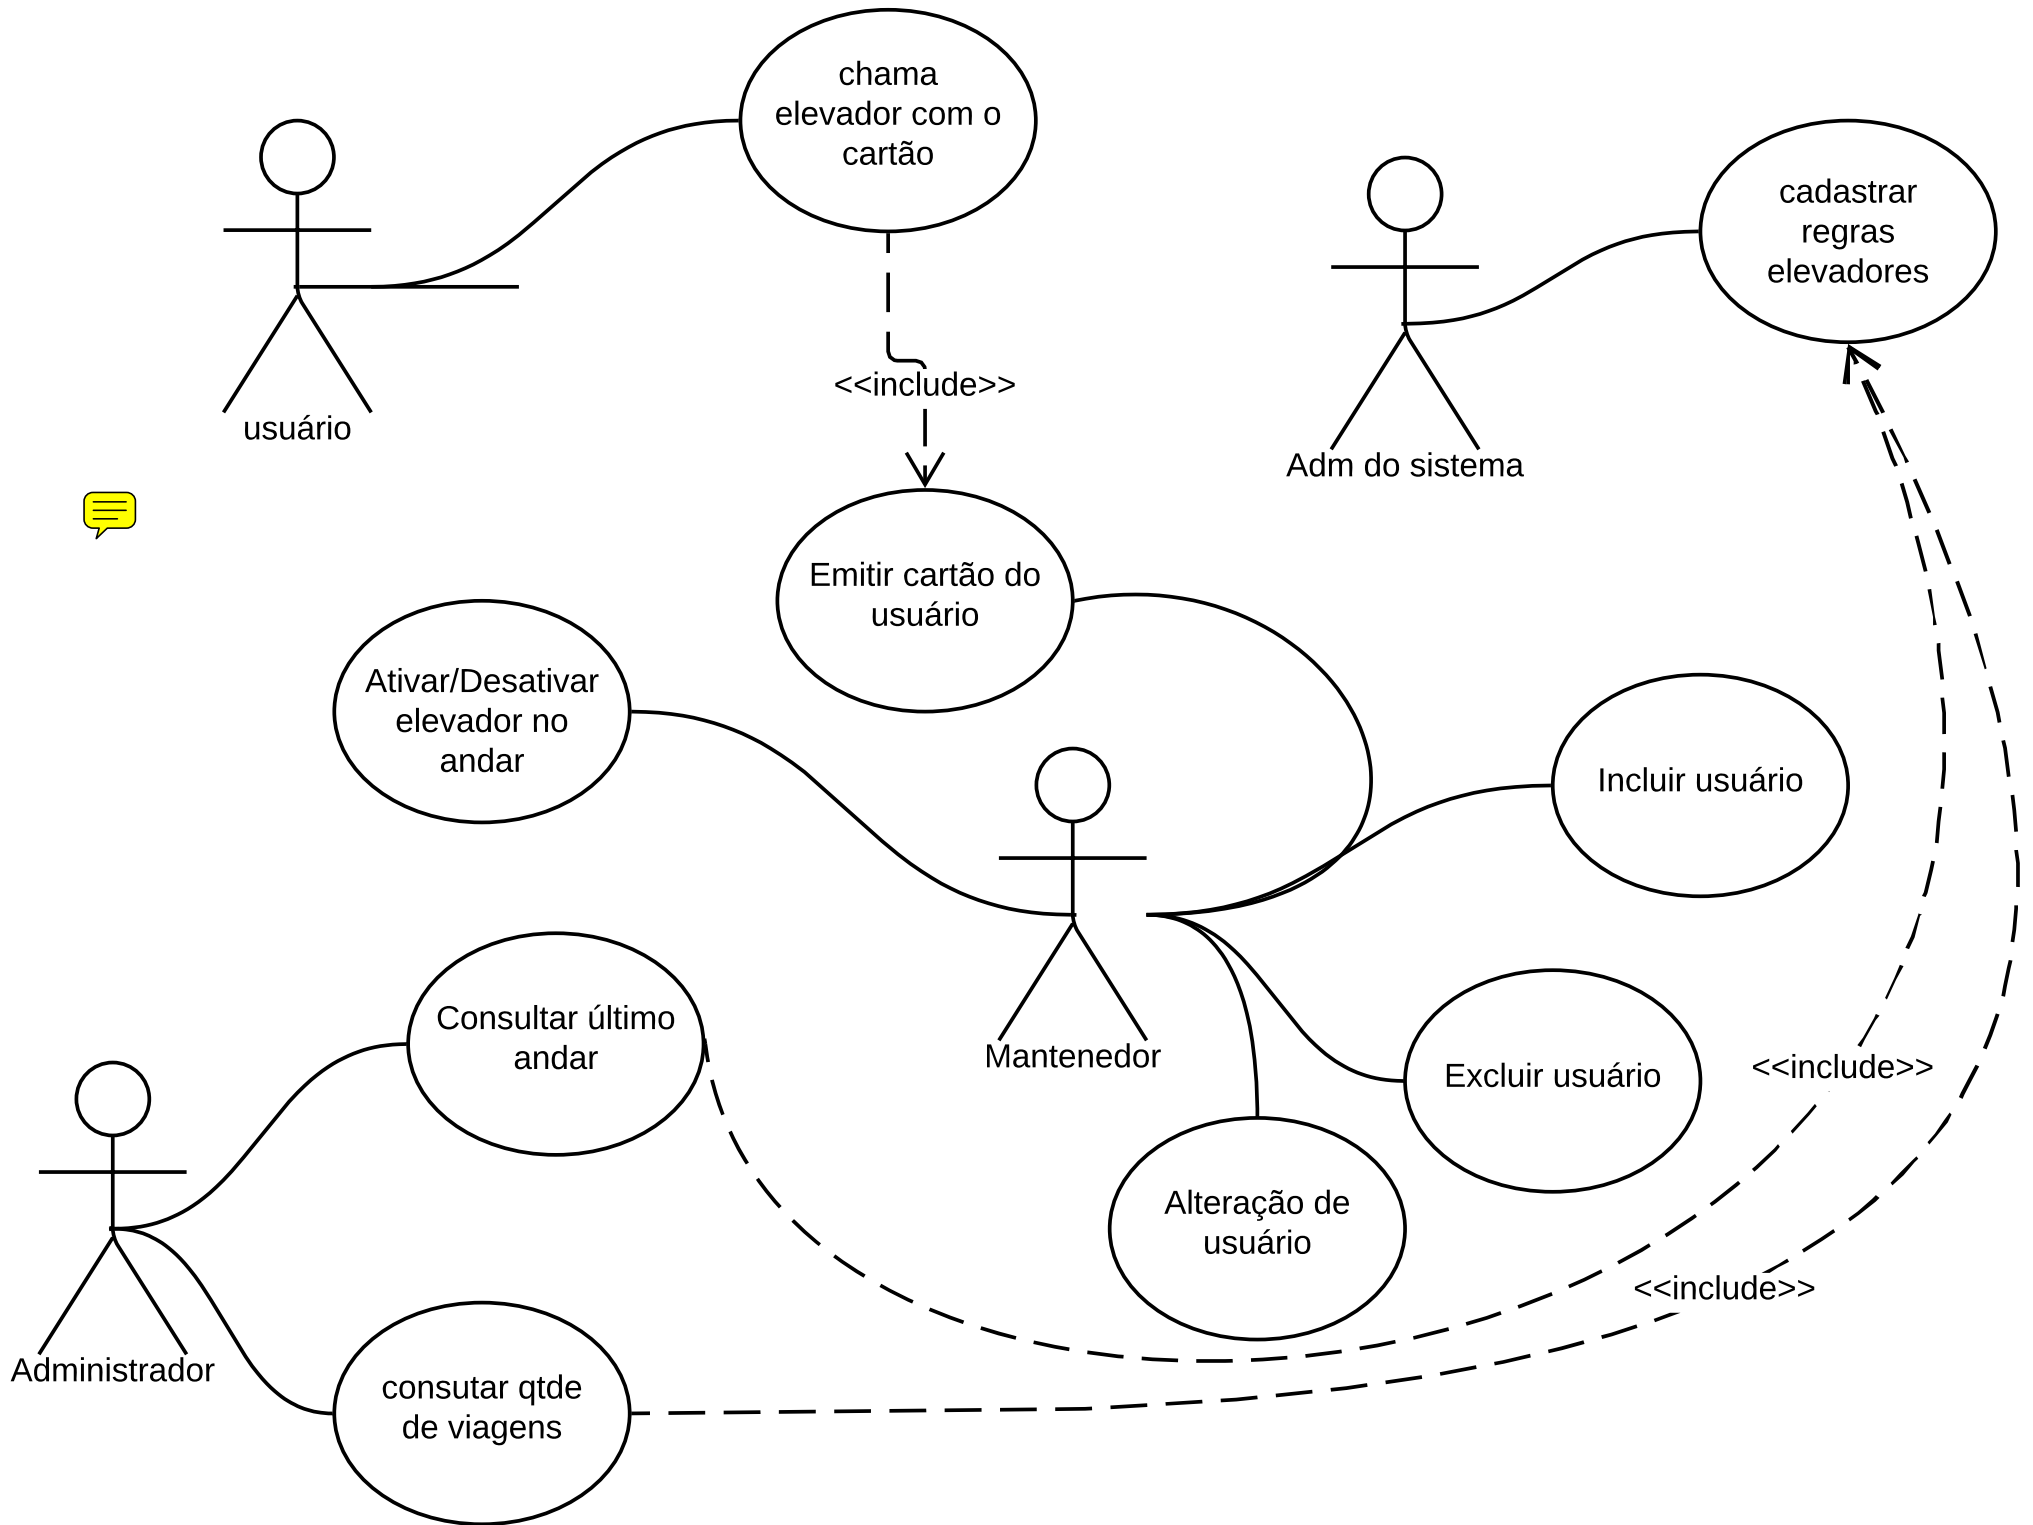 chama
elevador com o
cartão
cadastrar
regras
elevadores
<<include>>
usuário
Adm do sistema
Emitir cartão do
usuário
Ativar/Desativar
elevador no
andar
Incluir usuário
Consultar último
andar
Mantenedor
Excluir usuário
<<include>>
Alteração de
usuário
<<include>>
Administrador
consutar qtde
de viagens